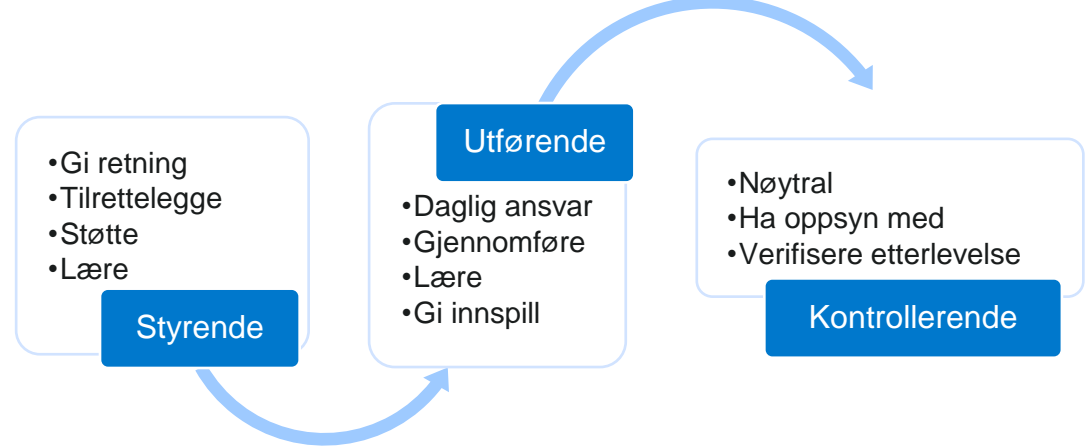 •Gi retning
•Tilrettelegge
•Støtte
•Lære
Styrende
Utførende
•Daglig ansvar
•Gjennomføre
•Lære
•Gi innspill
•Nøytral
•Ha oppsyn med
•Verifisere etterlevelse
Kontrollerende